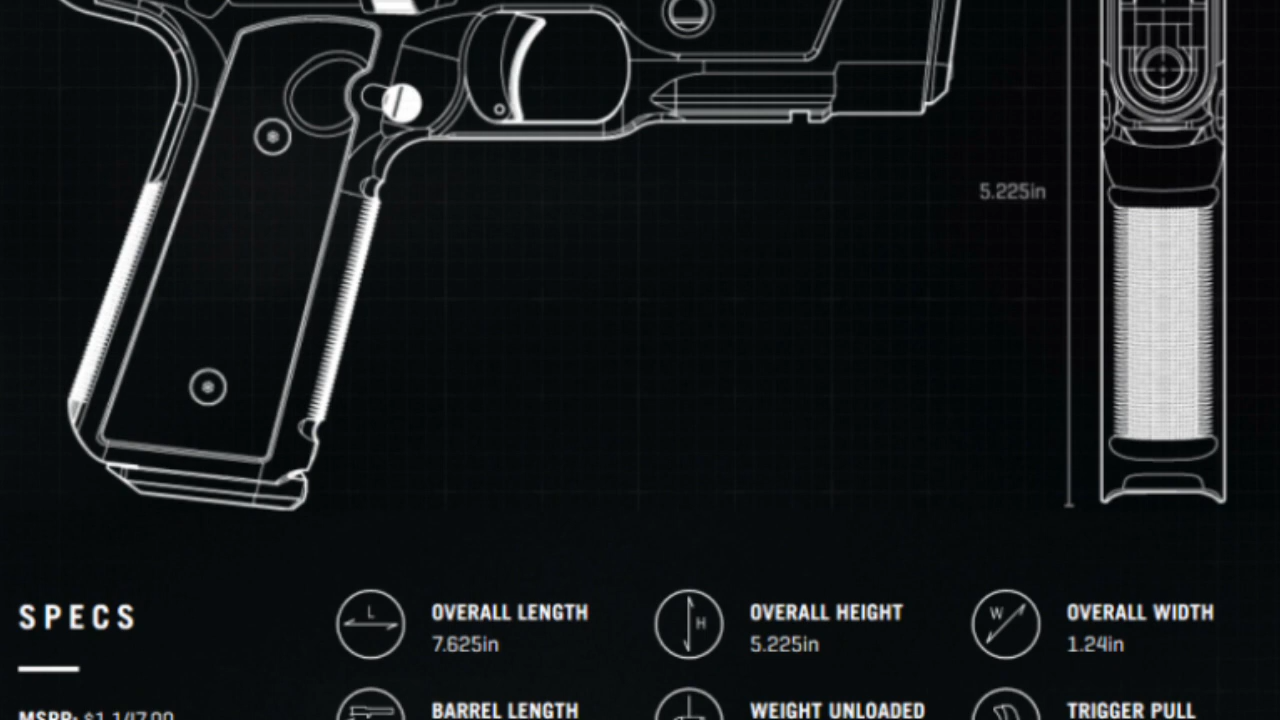 5.225in
SPECS
L
OVERALL LENGTH
7.625in
H
OVERALL HEIGHT
5.225in
W
OVERALL WIDTH
1.24in
MSRP:
BARREL LENGTH
WEIGHT UNLOADED
TRIGGER PULL